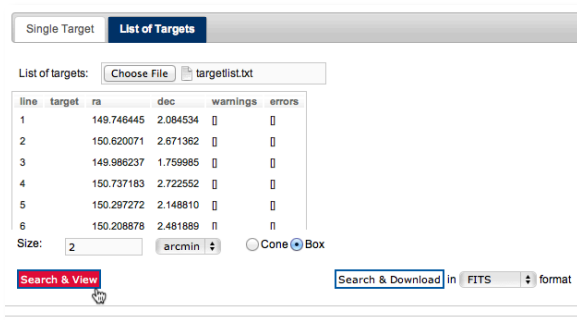 Single Target List of Targets
List of targets: Choose File targetlist.txt
line target ra dec warnings errors
1 149.746445 2.084534 [] []
2 150.620071 2.671362 [] []
3 149.986237 1.759985 [] []
4 150.737183 2.722552 [] []
5 150.297272 2.148810 [] []
6 150.208878 2.481889 [] []
Size: 2 arcmin Cone Box
Search & View Search & Download in FITS format